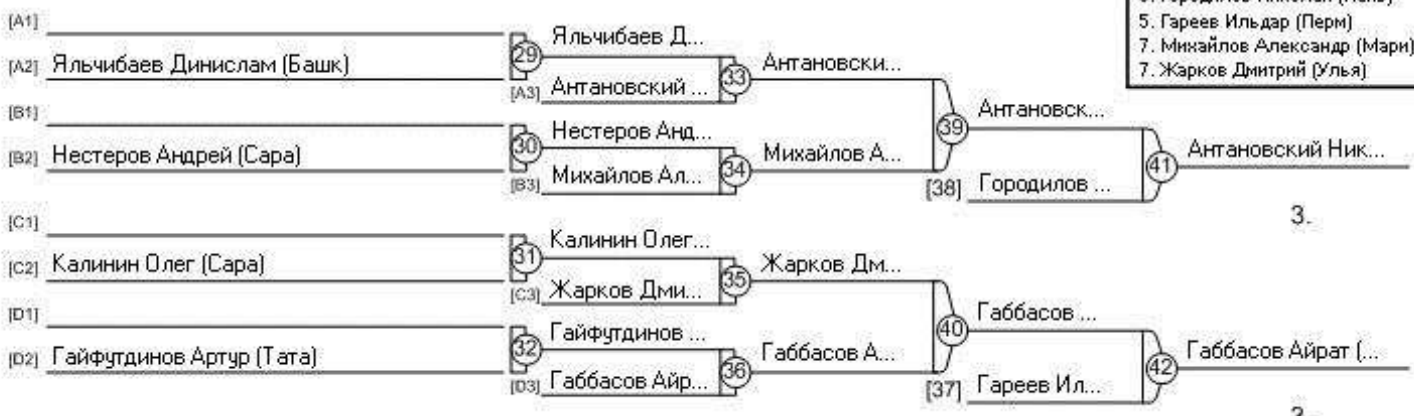 5. Гареев Ильдар (Перм)
7. Михайлов Александр (Мари)
7. Жарков Дмитрий (Улья)
[A1]
Яльчибаев Д...
[A2] Яльчибаев Динислам (Башк)
29
Антановски...
[A3] Антановский ...
33
[B1]
Антановск...
Нестеров Анд...
39
[B2] Нестеров Андрей (Сара)
30
Михайлов А...
Антановский Ник...
[B3] Михайлов Ал...
34
41
[38] Городилов ...
3.
[C1]
Калинин Олег...
[C2] Калинин Олег (Сара)
31
Жарков Дм...
[C3] Жарков Дми...
35
[D1]
Габбасов ...
Гайфутдинов ...
40
[D2] Гайфутдинов Артур (Тата)
32
Габбасов А...
Габбасов Айрат (...
[D3] Габбасов Айр...
36
42
[37] Гареев Ил...